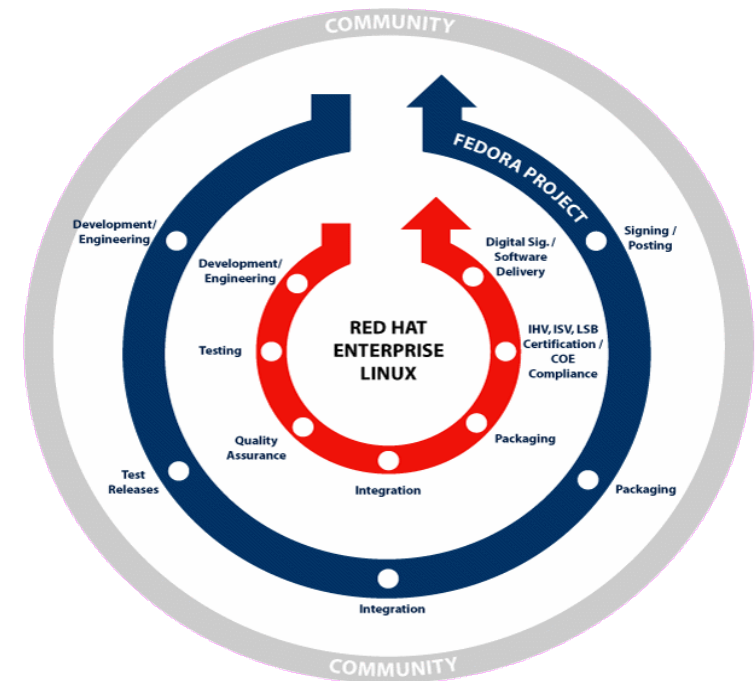 COMMUNITY
FEDORA PROJECT
Development/
Engineering
Signing /
Posting
Development/
Engineering
Digital Sig. /
Software
Delivery
Testing
RED HAT
ENTERPRISE
LINUX
IHV, ISV, LSB
Certification /
COE
Compliance
Quality
Assurance
Packaging
Integration
Test
Releases
Packaging
Integration
COMMUNITY